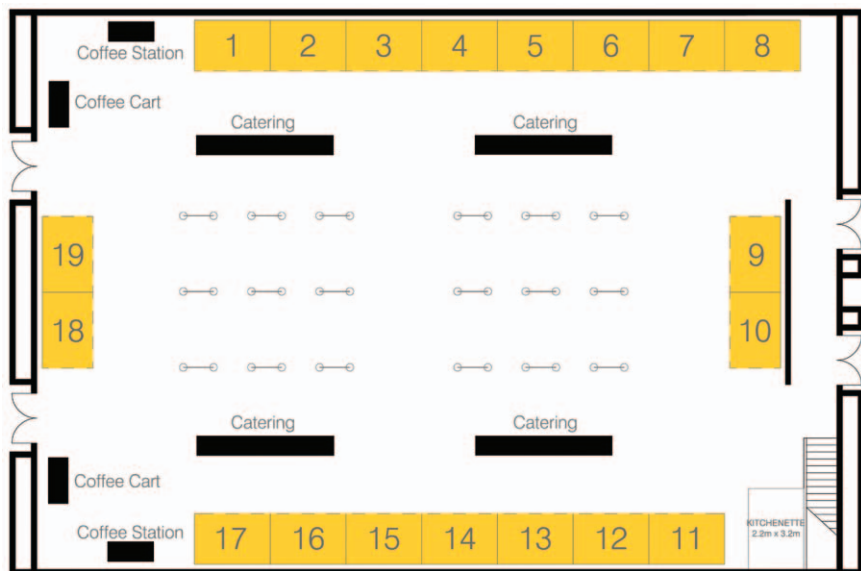 1 2 3 4 5 6 7 8
Coffee Station
Coffee Cart
Catering Catering
19 9
18 10
Catering Catering
Coffee Cart
Coffee Station
17 16 15 14 13 12 11
KITCHENETTE
2.2m x 3.2m